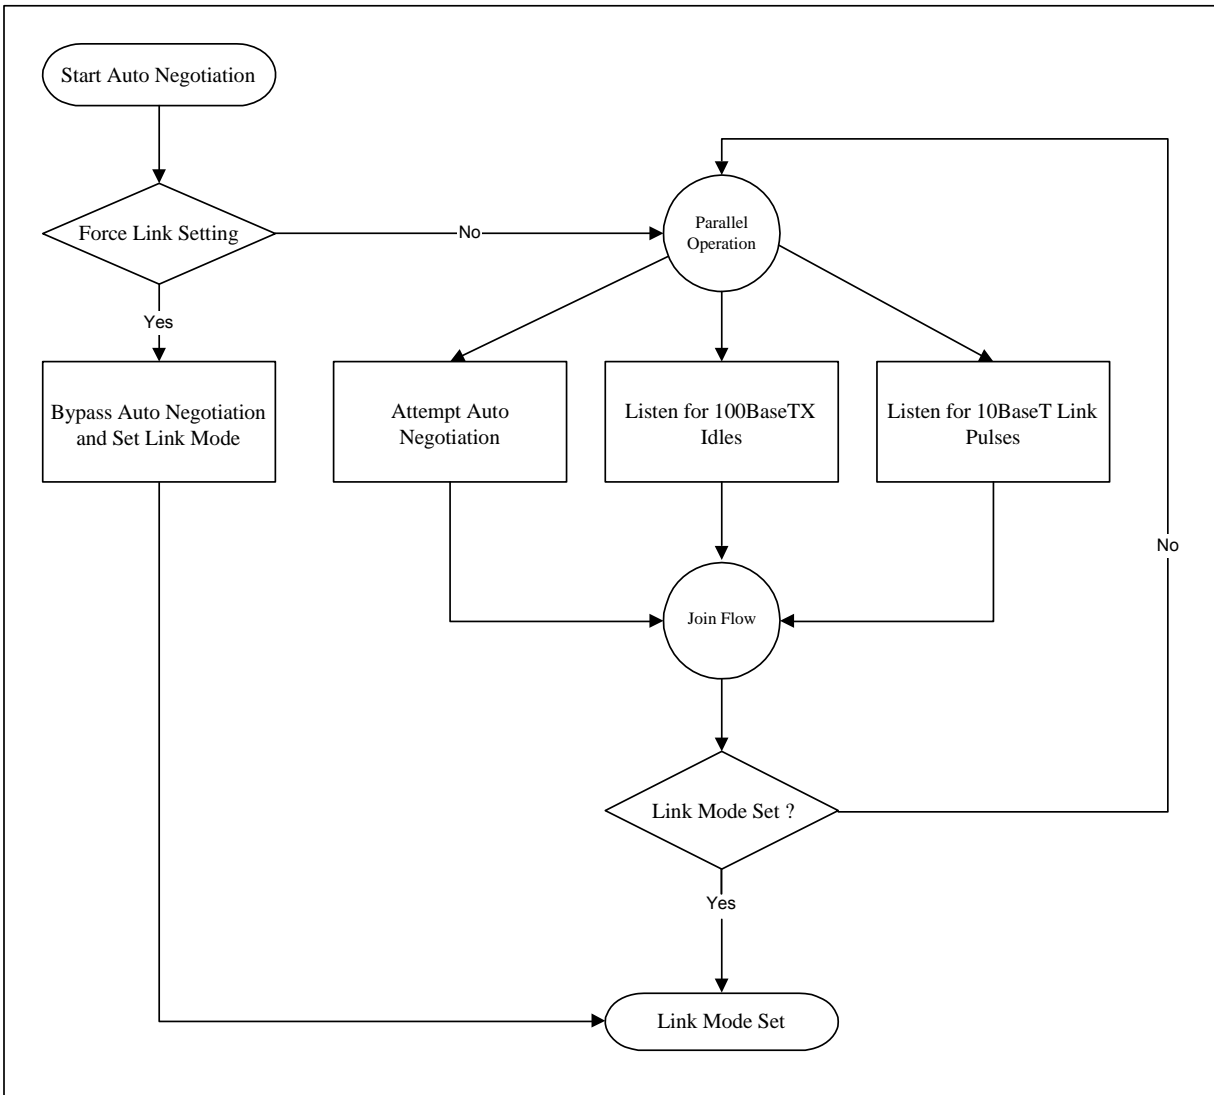 Start Auto Negotiation
Parallel
Operation
Force Link Setting
No
Yes
Bypass Auto Negotiation
and Set Link Mode
Attempt Auto
Negotiation
Listen for 100BaseTX
Idles
Listen for 10BaseT Link
Pulses
No
Join Flow
Link Mode Set ?
Yes
Link Mode Set